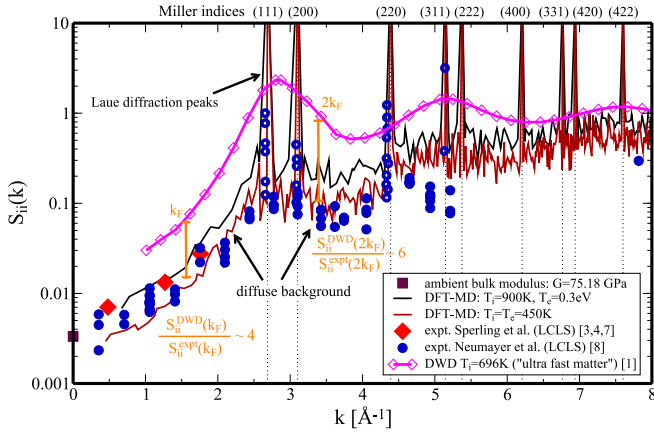 Miller indices (111) (200) (220) (311) (222) (400) (331) (420) (422)
10
1
0.1
0.01
0.001
S_ii(k)
Laue diffraction peaks
2k_F
k_F
S_ii^DWD(2k_F)
S_ii^expt(2k_F)
~ 6
diffuse background
S_ii^DWD(k_F)
S_ii^expt(k_F)
~ 4
ambient bulk modulus: G=75.18 GPa
DFT-MD: T_i=900K, T_e=0.3eV
DFT-MD: T_i=T_e=450K
expt. Sperling et al. (LCLS) [3,4,7]
expt. Neumayer et al. (LCLS) [8]
DWD T_i=696K ("ultra fast matter") [1]
0 1 2 3 4 5 6 7 8
k [Å⁻¹]